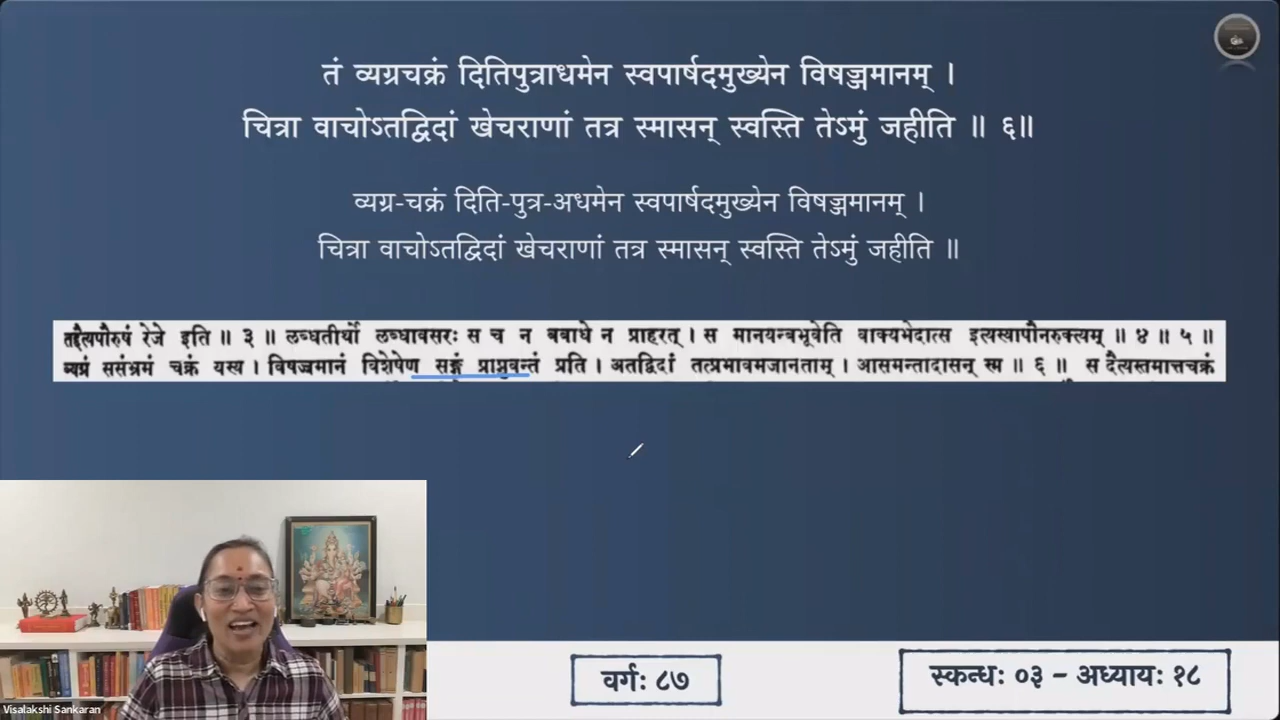 तं व्यग्रचक्रं दितिपुत्राधमेन स्वपार्षदमुख्येन विषज्जमानम् ।
चित्रा वाचोऽतद्विदां खेचराणां तत्र स्मासन् स्वस्ति तेऽमुं जहीति ॥ ६॥
व्यग्र-चक्रं दिति-पुत्र-अधमेन स्वपार्षदमुख्येन विषज्जमानम् ।
चित्रा वाचोऽतद्विदां खेचराणां तत्र स्मासन् स्वस्ति तेऽमुं जहीति ॥
तद्दैत्यपौरुषं रेजे इति ॥ ३ ॥ लब्धतीर्थो लब्धावसरः स च न बबाधे न प्राहरत् । स मानयन्वभूवेति वाक्यभेदात्स इत्यस्यापौनरुक्त्यम् ॥ ४ ॥ ५ ॥
व्यग्रं ससंभ्रमं चक्रं यस्य । विषज्जमानं विशेषेण सङ्गं प्राप्नुवन्तं प्रति । अतद्विदां तत्प्रभावमजानताम् । आसमन्तादासन् स्म ॥ ६ ॥ स दैत्यस्तमात्तचक्रं
Visalakshi Sankaran
वर्गः ८७
स्कन्धः ०३ – अध्यायः १८